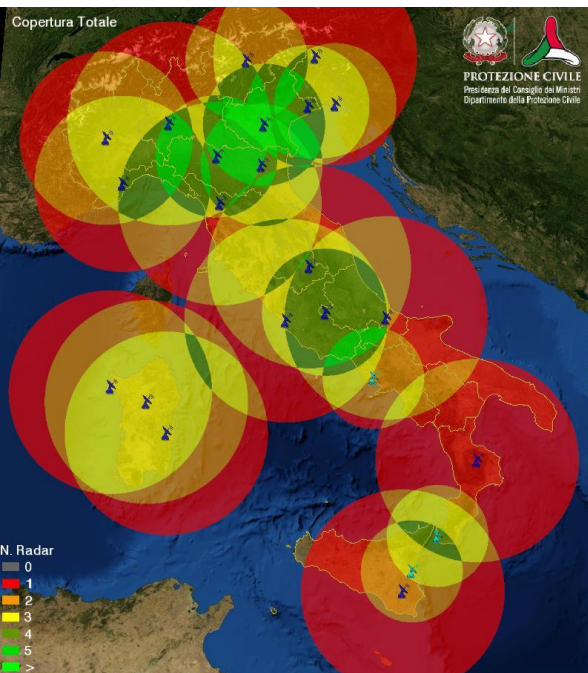 Copertura Totale
PROTEZIONE CIVILE
Presidenza del Consiglio dei Ministri
Dipartimento della Protezione Civile
N. Radar
0
1
2
3
4
5
>